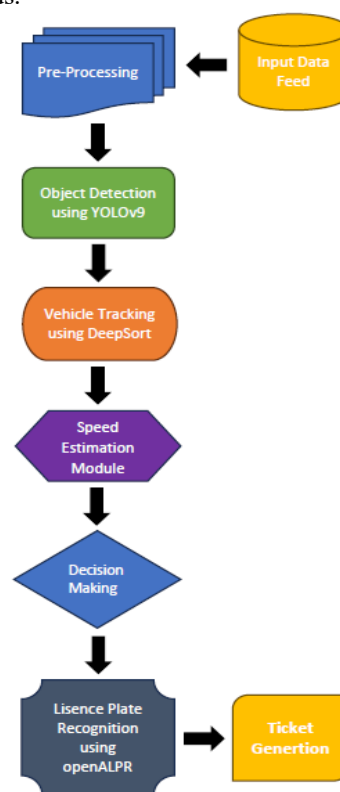 Pre-Processing
Input Data
Feed
Object Detection
using YOLOv9
Vehicle Tracking
using DeepSort
Speed
Estimation
Module
Decision
Making
Lisence Plate
Recognition
using
openALPR
Ticket
Genertion